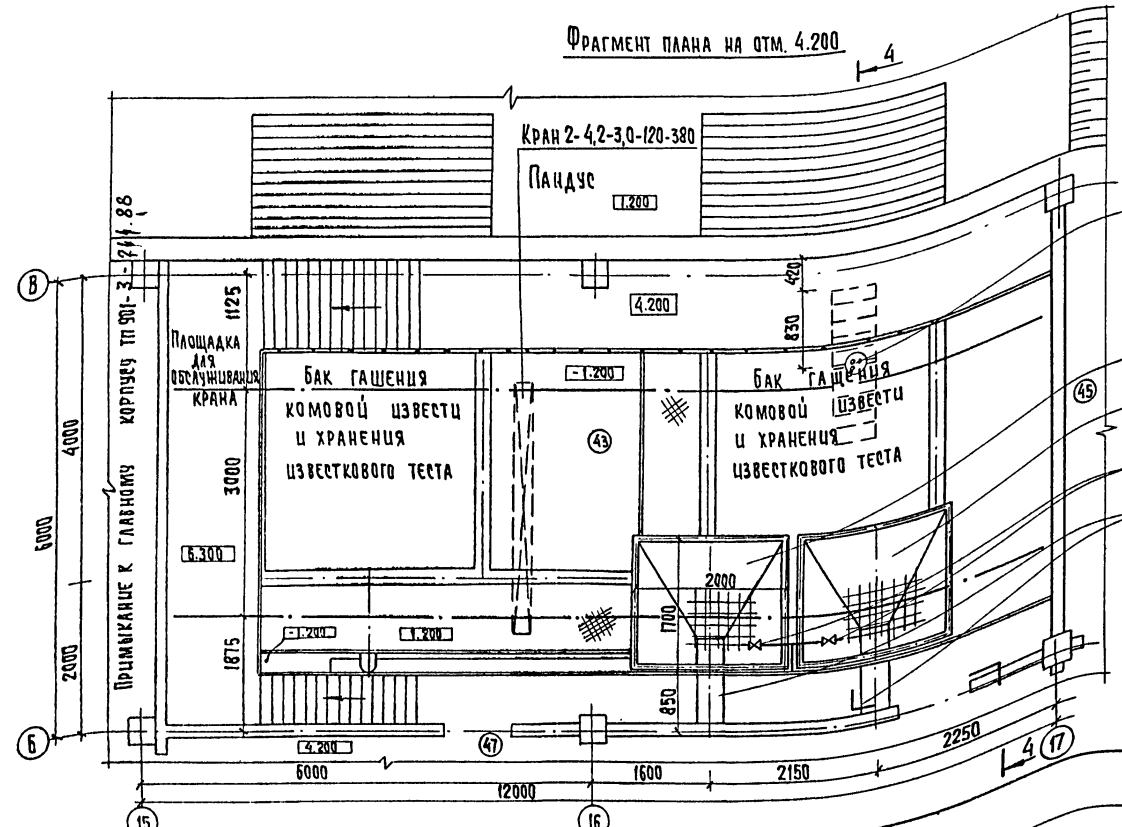 Фрагмент плана на отм. 4.200
4
Кран 2-4,2-3,0-120-380
Пандус
1.200
Примыкание к главному корпусу ТП 901-3-244.88
В
1125
4.200
420
830
Площадка
для
обслуживания
крана
-1.200
бак гашения
комовой извести
и хранения
известкового теста
бак гашения
комовой извести
и хранения
известкового теста
43
45
6000
4000
3000
6.300
2000
1700
2000
1875
-1.200
1.200
850
Б
4.200
47
2250
4
17
6000
1600
2150
12000
15
16